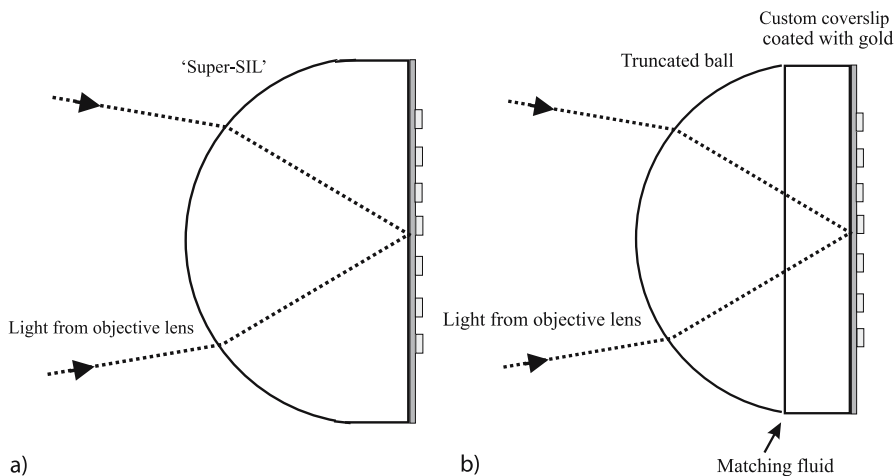 'Super-SIL'
Light from objective lens
a)
Custom coverslip
coated with gold
Truncated ball
Light from objective lens
Matching fluid
b)